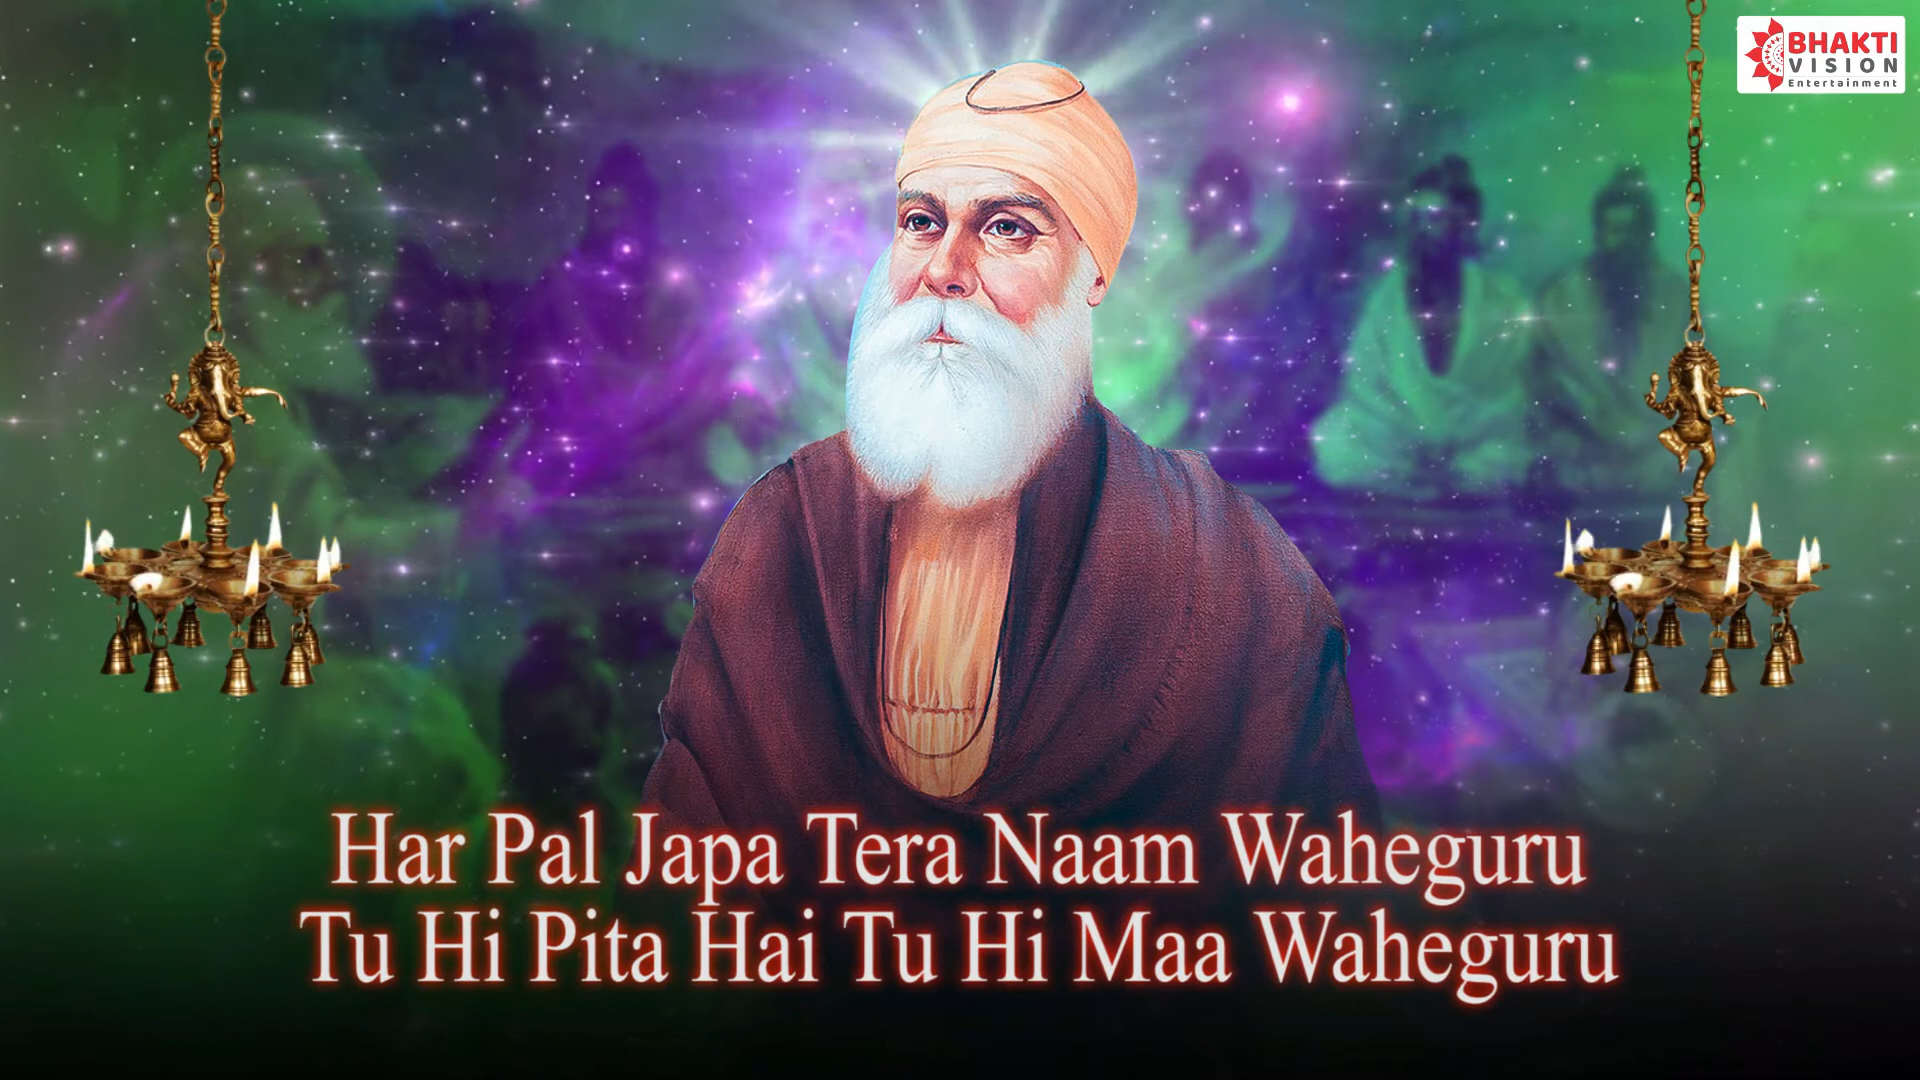 BHAKTI
VISION
Entertainment
Har Pal Japa Tera Naam Waheguru
Tu Hi Pita Hai Tu Hi Maa Waheguru